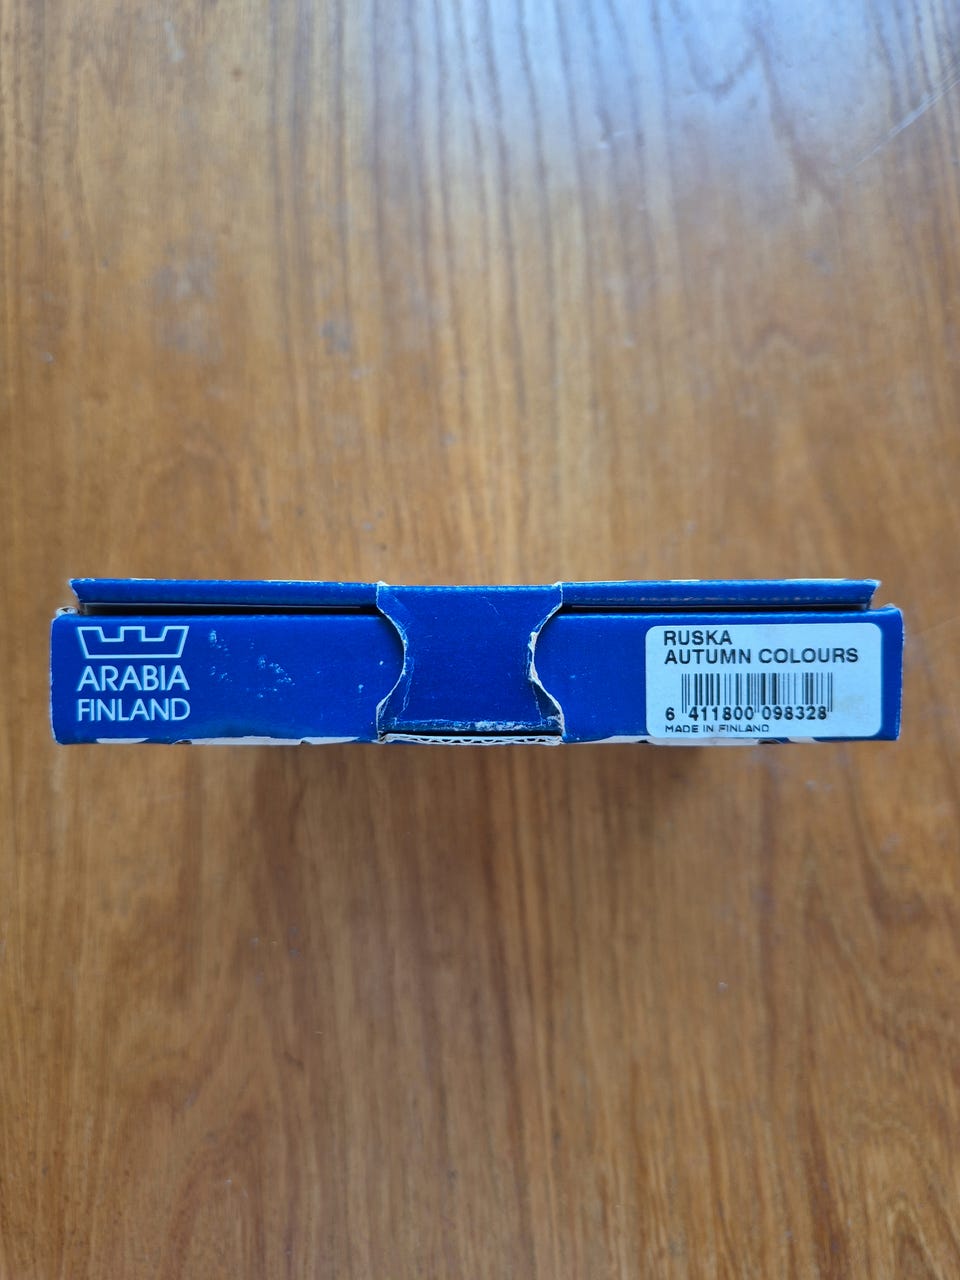 ARABIA
FINLAND
RUSKA
AUTUMN COLOURS
6 411800 098328
MADE IN FINLAND